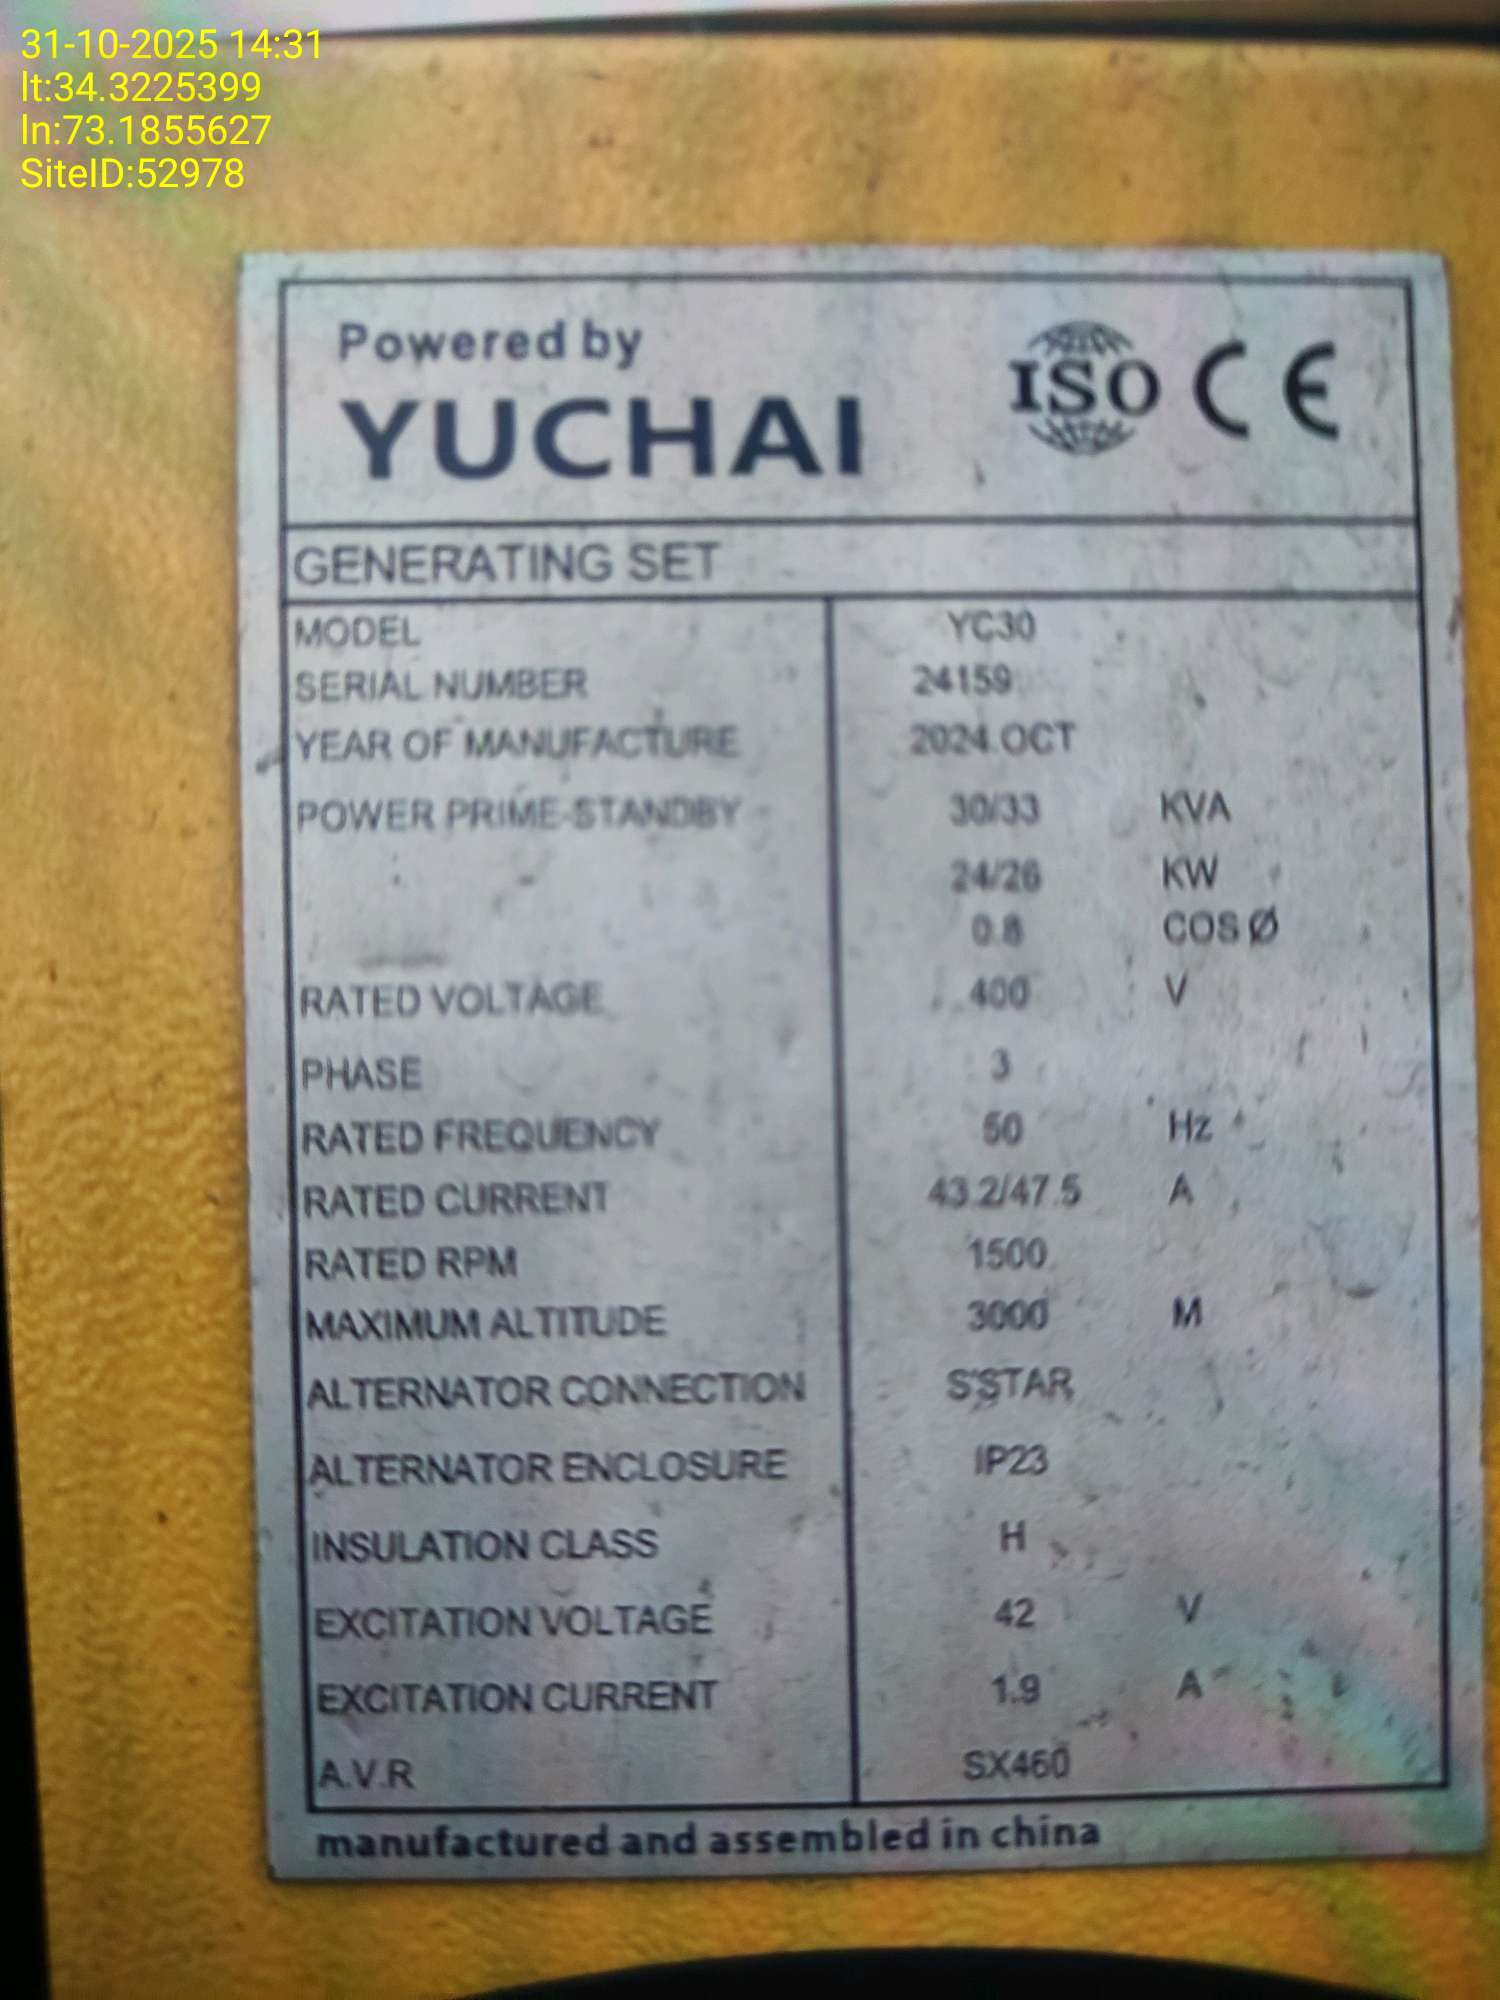 31-10-2025 14:31
lt:34.3225399
ln:73.1855627
SiteID:52978
Powered by
YUCHAI
ISO CE
GENERATING SET
MODEL YC30
SERIAL NUMBER 24159
YEAR OF MANUFACTURE 2024.OCT
POWER PRIME-STANDBY 30/33 KVA
24/26 KW
0.8 COS Ø
RATED VOLTAGE 400 V
PHASE 3
RATED FREQUENCY 50 Hz
RATED CURRENT 43.2/47.5 A
RATED RPM 1500
MAXIMUM ALTITUDE 3000 M
ALTERNATOR CONNECTION S'STAR
ALTERNATOR ENCLOSURE IP23
INSULATION CLASS H
EXCITATION VOLTAGE 42 V
EXCITATION CURRENT 1.9 A
A.V.R SX460
manufactured and assembled in china